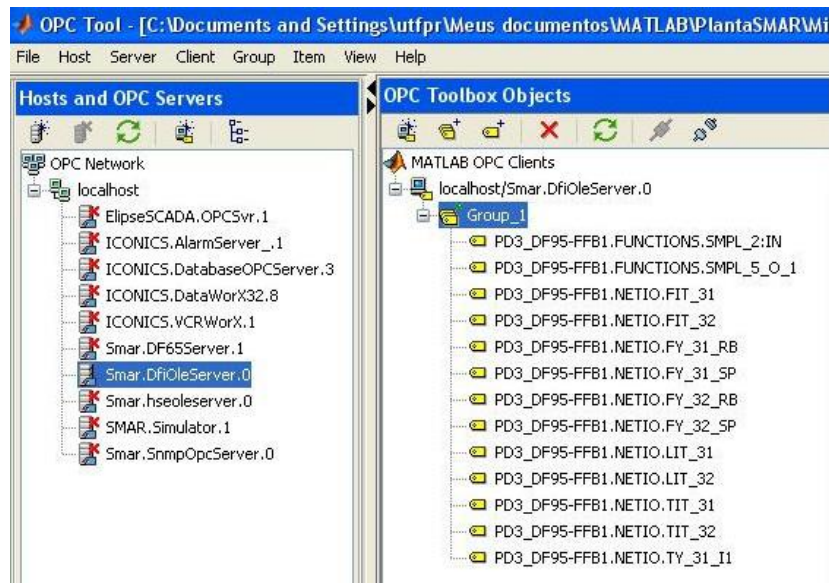 OPC Tool - [C:\Documents and Settings\utfpr\Meus documentos\MATLAB\PlantaSMAR\Mi
File Host Server Client Group Item View Help
Hosts and OPC Servers
OPC Network
localhost
ElipseSCADA.OPCSvr.1
ICONICS.AlarmServer_.1
ICONICS.DatabaseOPCServer.3
ICONICS.DataWorX32.8
ICONICS.VCRWorX.1
Smar.DF65Server.1
Smar.DfiOleServer.0
Smar.hseoleserver.0
SMAR.Simulator.1
Smar.SnmpOpcServer.0
OPC Toolbox Objects
MATLAB OPC Clients
localhost/Smar.DfiOleServer.0
Group_1
PD3_DF95-FFB1.FUNCTIONS.SMPL_2:IN
PD3_DF95-FFB1.FUNCTIONS.SMPL_5_O_1
PD3_DF95-FFB1.NETIO.FIT_31
PD3_DF95-FFB1.NETIO.FIT_32
PD3_DF95-FFB1.NETIO.FY_31_RB
PD3_DF95-FFB1.NETIO.FY_31_SP
PD3_DF95-FFB1.NETIO.FY_32_RB
PD3_DF95-FFB1.NETIO.FY_32_SP
PD3_DF95-FFB1.NETIO.LIT_31
PD3_DF95-FFB1.NETIO.LIT_32
PD3_DF95-FFB1.NETIO.TIT_31
PD3_DF95-FFB1.NETIO.TIT_32
PD3_DF95-FFB1.NETIO.TY_31_I1